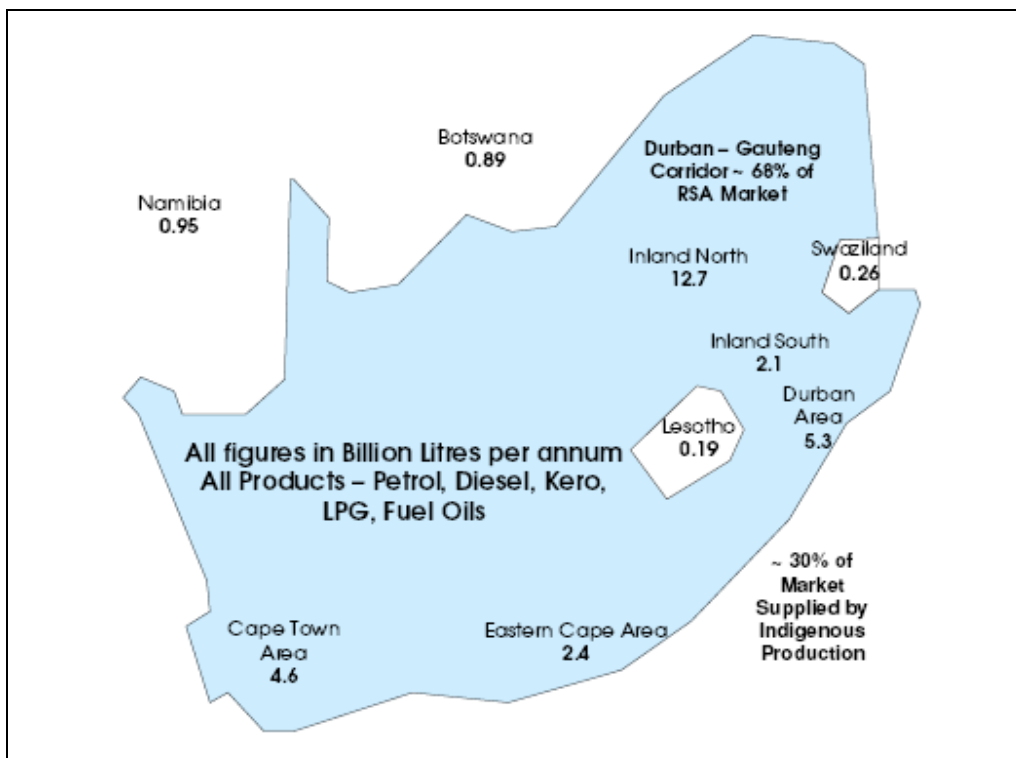 Botswana
0.89
Durban – Gauteng
Corridor ~ 68% of
RSA Market
Namibia
0.95
Inland North
12.7
Swaziland
0.26
Inland South
2.1
Durban
Area
5.3
Lesotho
0.19
All figures in Billion Litres per annum
All Products – Petrol, Diesel, Kero,
LPG, Fuel Oils
~ 30% of
Market
Supplied by
Indigenous
Production
Cape Town
Area
4.6
Eastern Cape Area
2.4